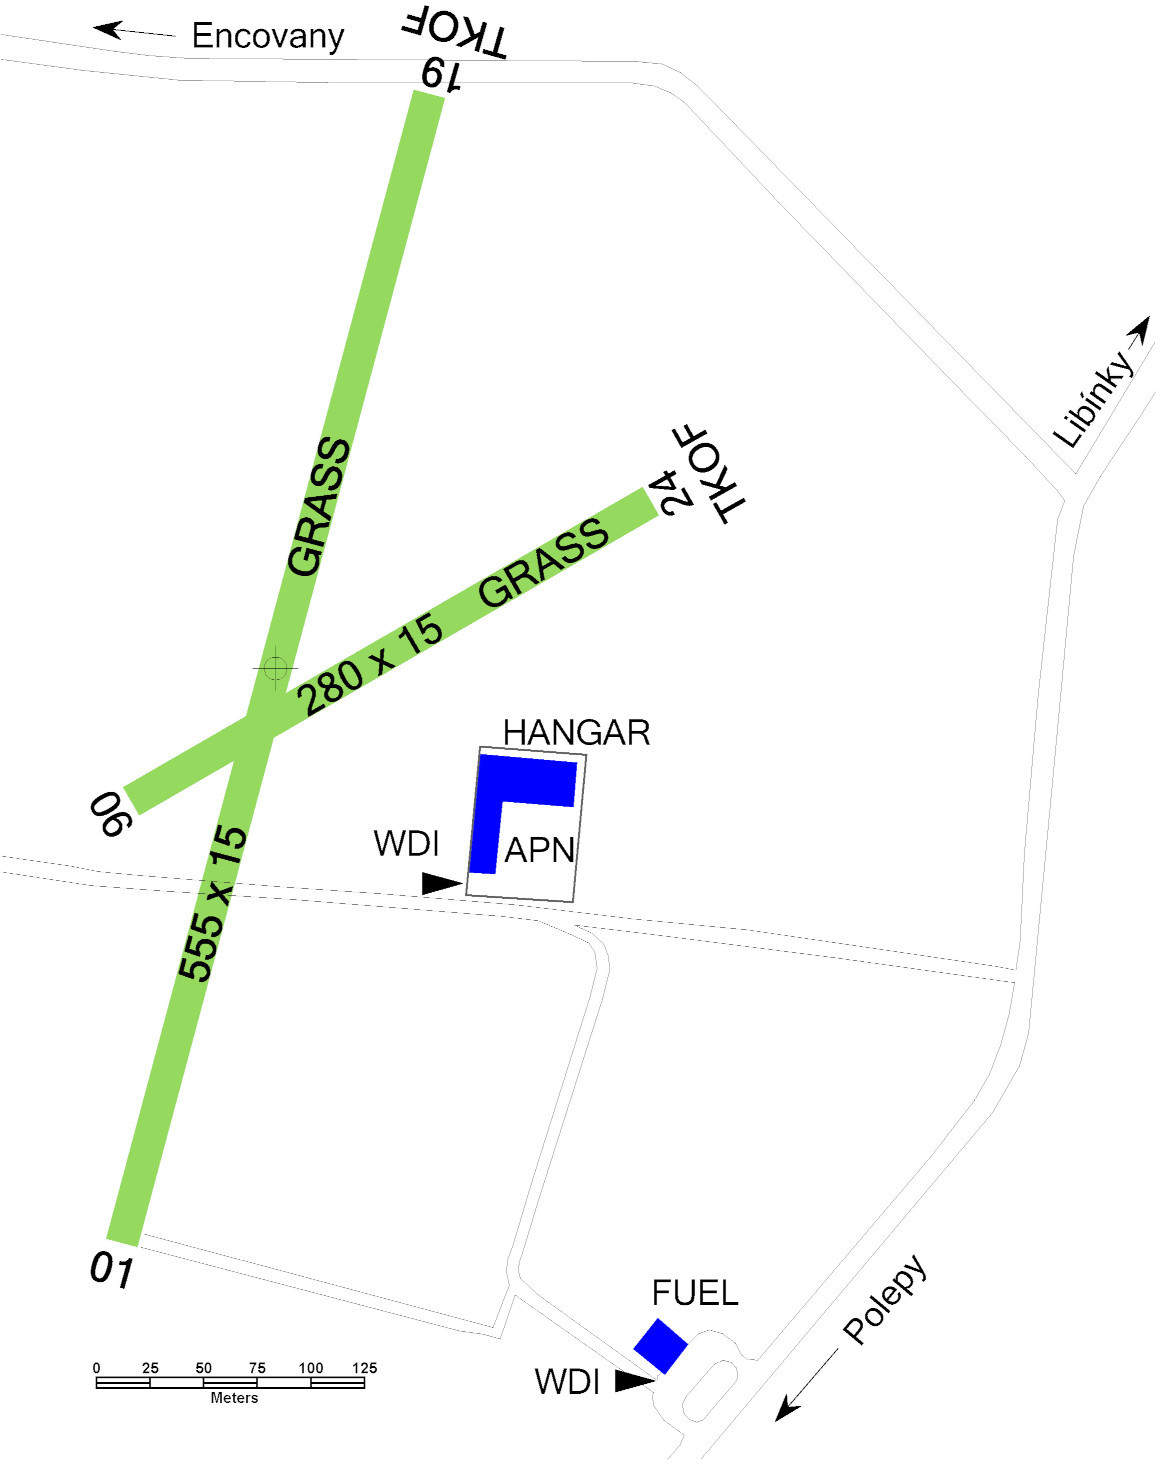 TKOF
Encovany
19
Libínky
TKOF
24
GRASS
GRASS
280 x 15
HANGAR
06
WDI
APN
555 x 15
01
FUEL
Polepy
0 25 50 75 100 125
Meters
WDI